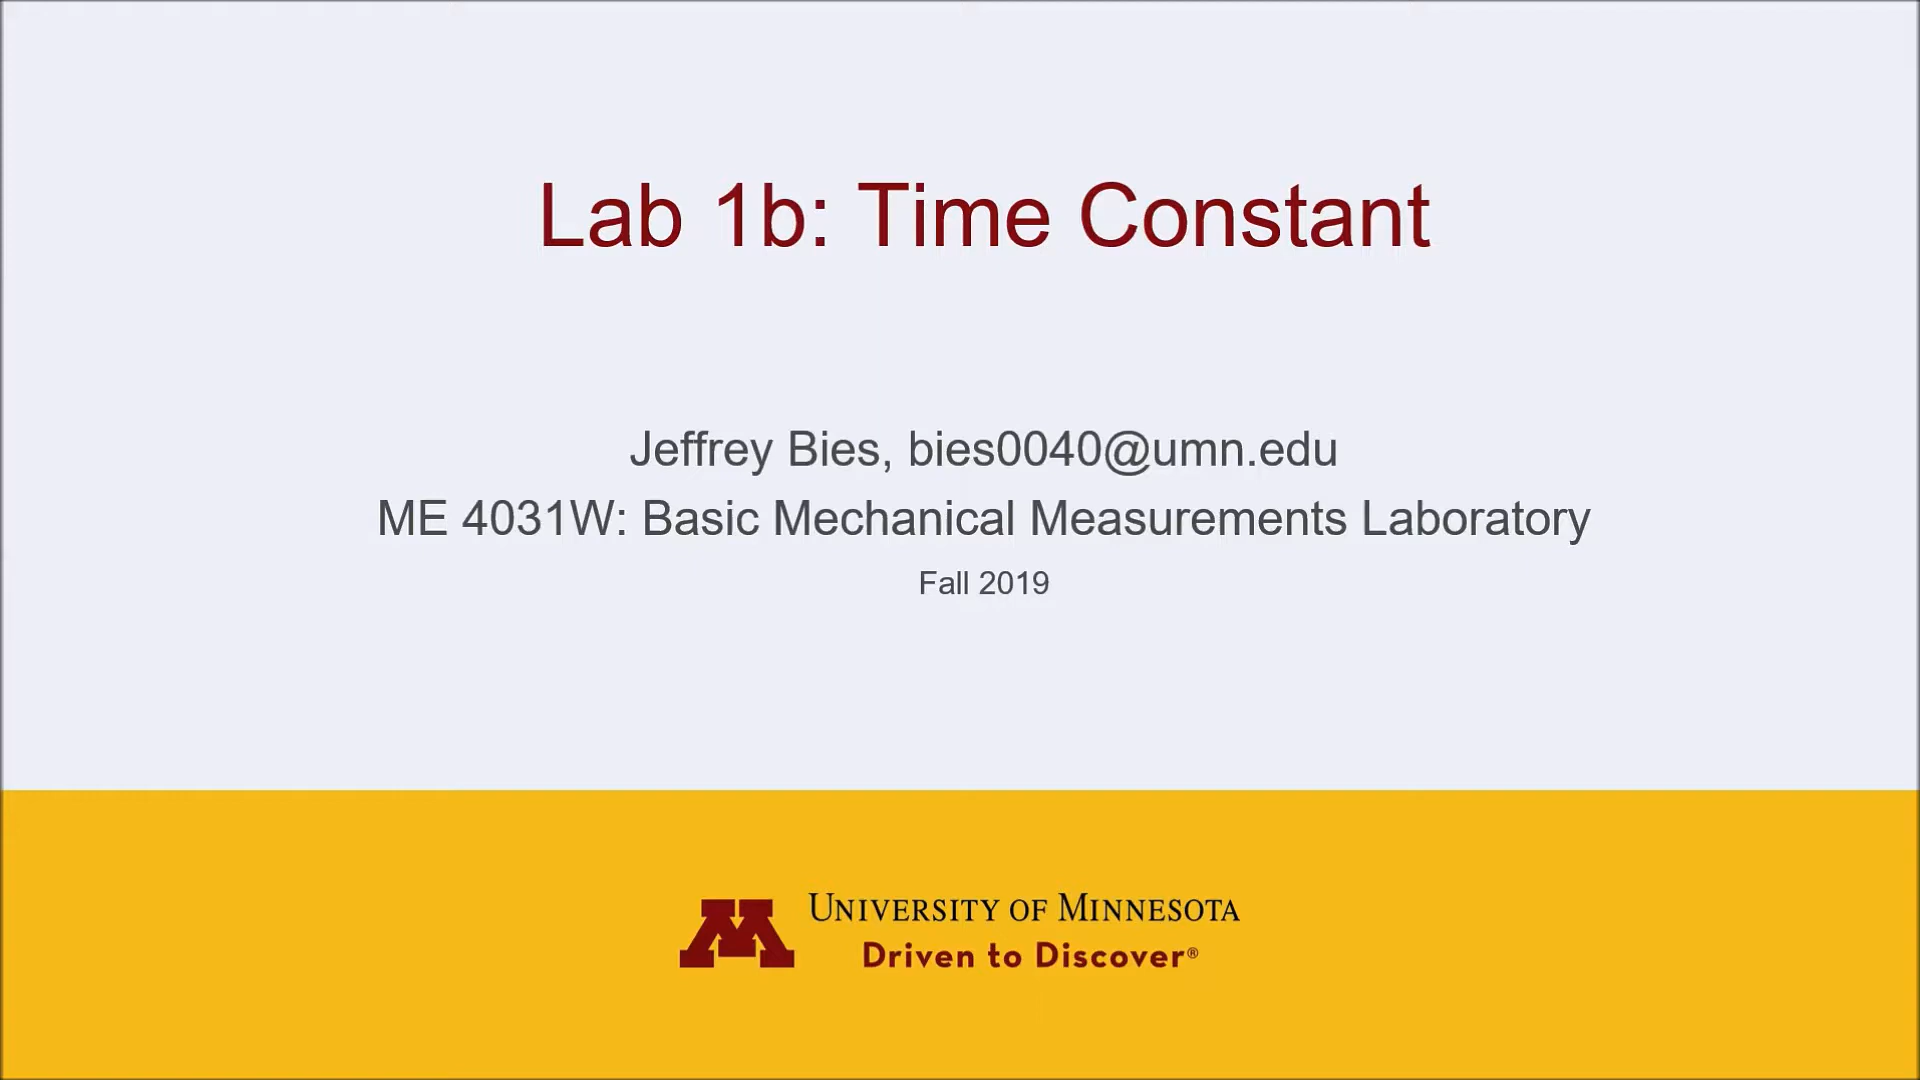 Lab 1b: Time Constant
Jeffrey Bies, bies0040@umn.edu
ME 4031W: Basic Mechanical Measurements Laboratory
Fall 2019
UNIVERSITY OF MINNESOTA
Driven to Discover®